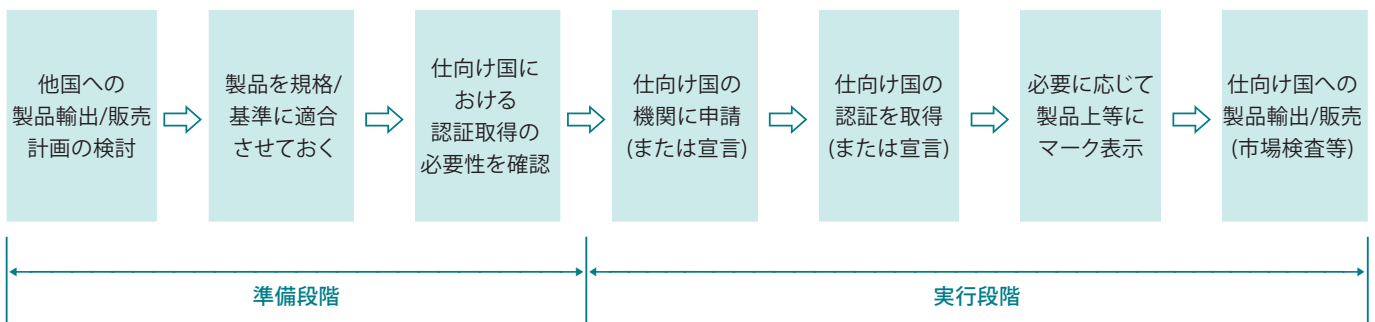 他国への
製品輸出/販売
計画の検討
製品を規格/
基準に適合
させておく
仕向け国に
おける
認証取得の
必要性を確認
仕向け国の
機関に申請
(または宣言)
仕向け国の
認証を取得
(または宣言)
必要に応じて
製品上等に
マーク表示
仕向け国への
製品輸出/販売
(市場検査等)
準備段階
実行段階